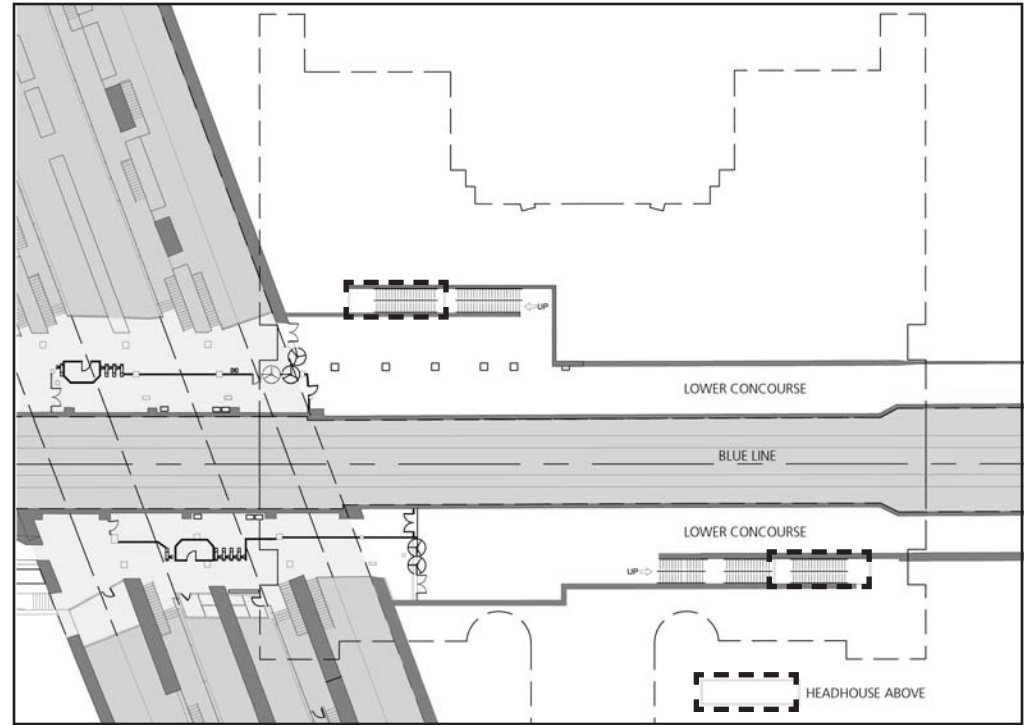 UP
LOWER CONCOURSE
BLUE LINE
LOWER CONCOURSE
UP
HEADHOUSE ABOVE